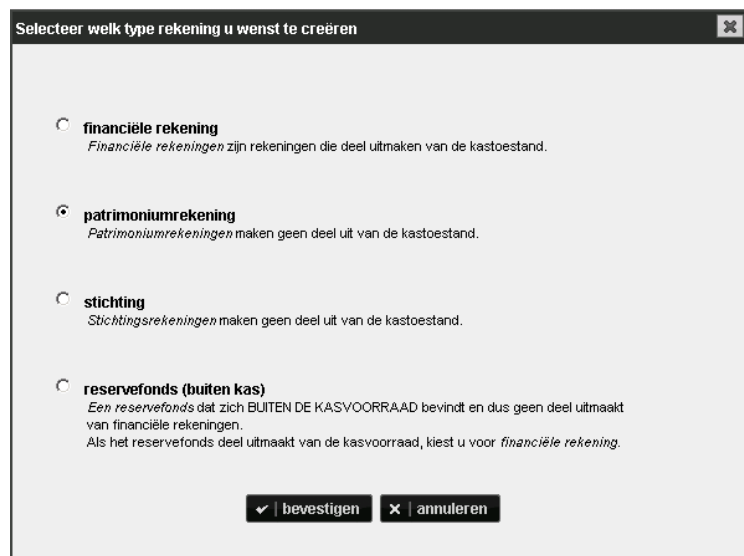 Selecteer welk type rekening u wenst te creëren
financiële rekening
Financiële rekeningen zijn rekeningen die deel uitmaken van de kastoestand.
patrimoniumrekening
Patrimoniumrekeningen maken geen deel uit van de kastoestand.
stichting
Stichtingsrekeningen maken geen deel uit van de kastoestand.
reservefonds (buiten kas)
Een reservefonds dat zich BUITEN DE KASVOORRAAD bevindt en dus geen deel uitmaakt
van financiële rekeningen.
Als het reservefonds deel uitmaakt van de kasvoorraad, kiest u voor financiële rekening.
bevestigen
annuleren